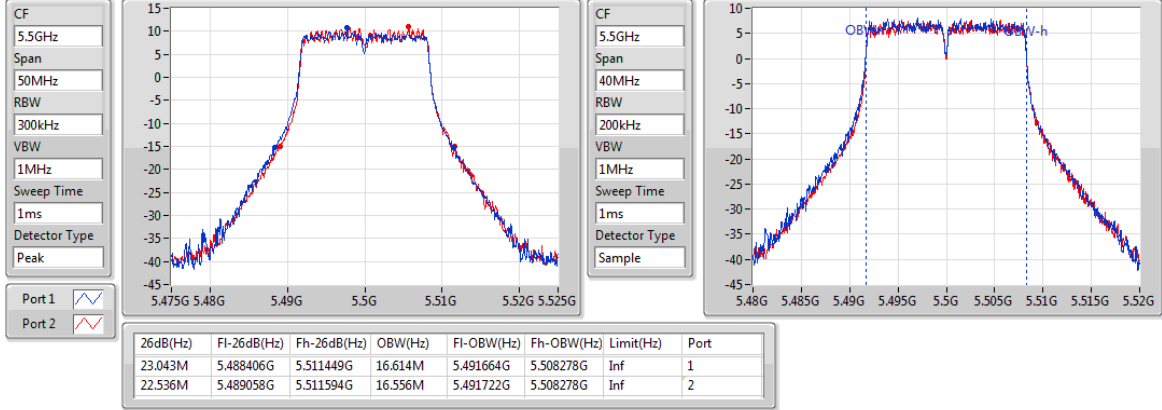 CF
5.5GHz
Span
50MHz
RBW
300kHz
VBW
1MHz
Sweep Time
1ms
Detector Type
Peak
Port 1
Port 2
15
10
5
0
-5
-10
-15
-20
-25
-30
-35
-40
-45
5.475G 5.48G 5.49G 5.5G 5.51G 5.52G 5.525G
CF
5.5GHz
Span
40MHz
RBW
200kHz
VBW
1MHz
Sweep Time
1ms
Detector Type
Sample
10
5
0
-5
-10
-15
-20
-25
-30
-35
-40
-45
5.48G 5.485G 5.49G 5.495G 5.5G 5.505G 5.51G 5.515G 5.52G
26dB(Hz) Fl-26dB(Hz) Fh-26dB(Hz) OBW(Hz) Fl-OBW(Hz) Fh-OBW(Hz) Limit(Hz) Port
23.043M 5.488406G 5.511449G 16.614M 5.491664G 5.508278G Inf 1
22.536M 5.489058G 5.511594G 16.556M 5.491722G 5.508278G Inf 2